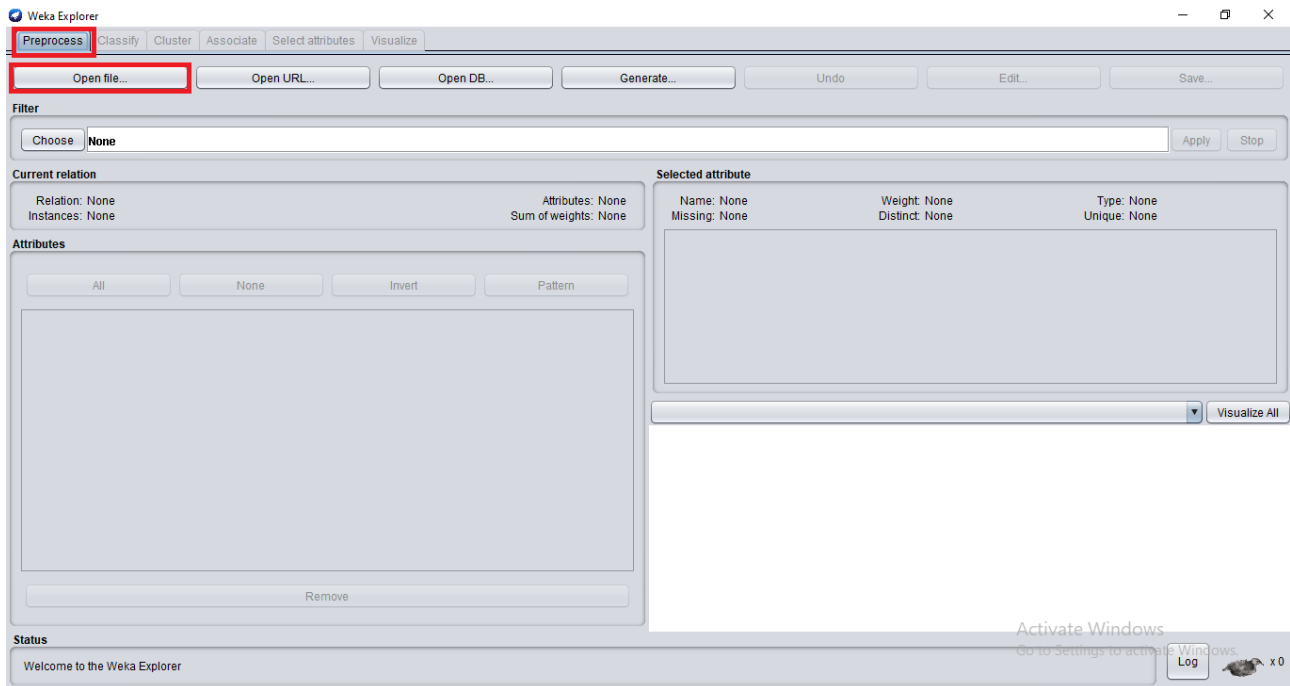 Weka Explorer
Preprocess Classify Cluster Associate Select attributes Visualize
Open file... Open URL... Open DB... Generate... Undo Edit... Save...
Filter
Choose None Apply Stop
Current relation
Relation: None Attributes: None
Instances: None Sum of weights: None
Attributes
All None Invert Pattern
Remove
Selected attribute
Name: None Weight: None Type: None
Missing: None Distinct: None Unique: None
Visualize All
Activate Windows
Go to Settings to activate Windows.
Status
Welcome to the Weka Explorer
Log x 0